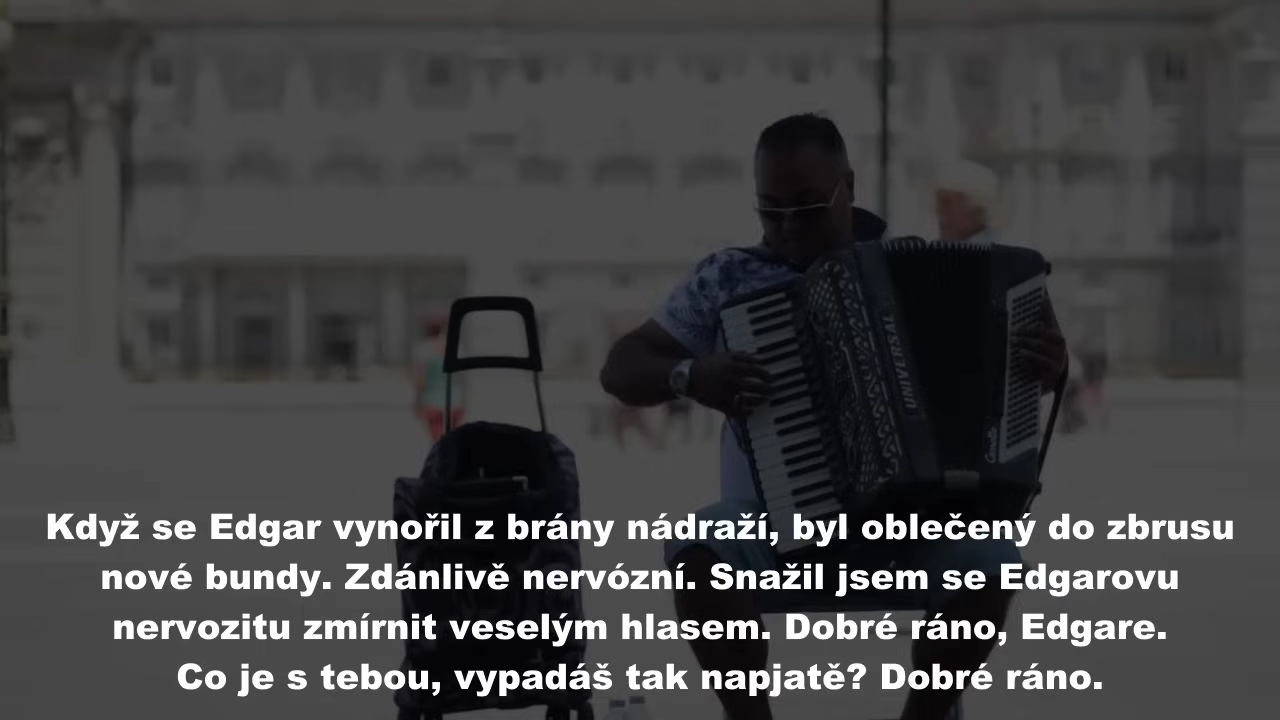 UNIVERSAL
Když se Edgar vynořil z brány nádraží, byl oblečený do zbrusu
nové bundy. Zdánlivě nervózní. Snažil jsem se Edgarovu
nervozitu zmírnit veselým hlasem. Dobré ráno, Edgare.
Co je s tebou, vypadáš tak napjatě? Dobré ráno.